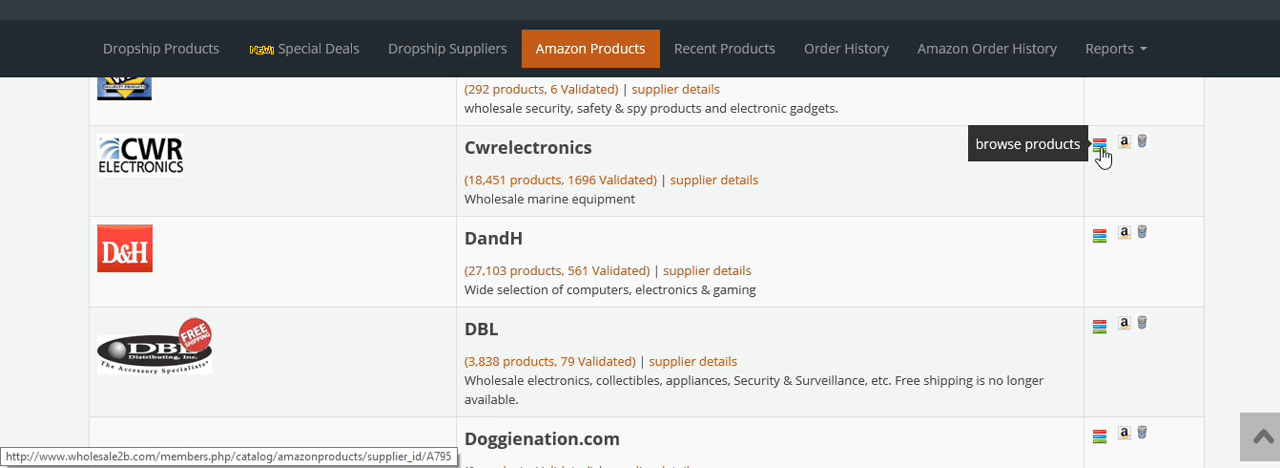 Dropship Products NEW! Special Deals Dropship Suppliers Amazon Products Recent Products Order History Amazon Order History Reports
SECURITY PRODUCTS
(292 products, 6 Validated) | supplier details
wholesale security, safety & spy products and electronic gadgets.
CWR
ELECTRONICS
Cwrelectronics
browse products
a
(18,451 products, 1696 Validated) | supplier details
Wholesale marine equipment
D&H
DandH
a
(27,103 products, 561 Validated) | supplier details
Wide selection of computers, electronics & gaming
FREE
SHIPPING
DBL
Distributing, Inc.
The Accessory Specialists®
DBL
a
(3,838 products, 79 Validated) | supplier details
Wholesale electronics, collectibles, appliances, Security & Surveillance, etc. Free shipping is no longer
available.
Doggienation.com
a
http://www.wholesale2b.com/members.php/catalog/amazonproducts/supplier_id/A795